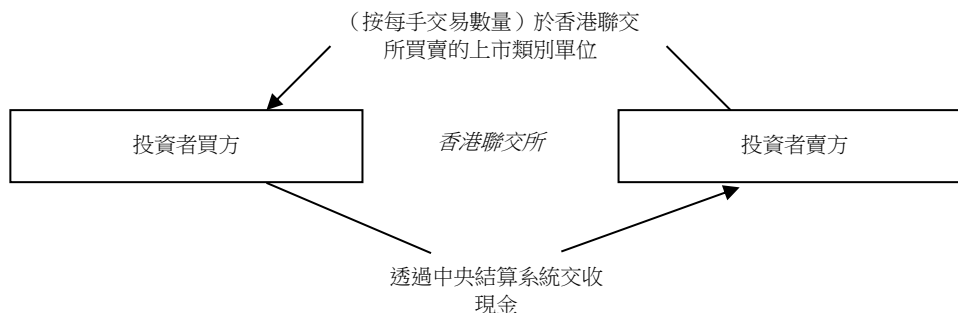 （按每手交易數量）於香港聯交
所買賣的上市類別單位
投資者買方
香港聯交所
投資者賣方
透過中央結算系統交收
現金